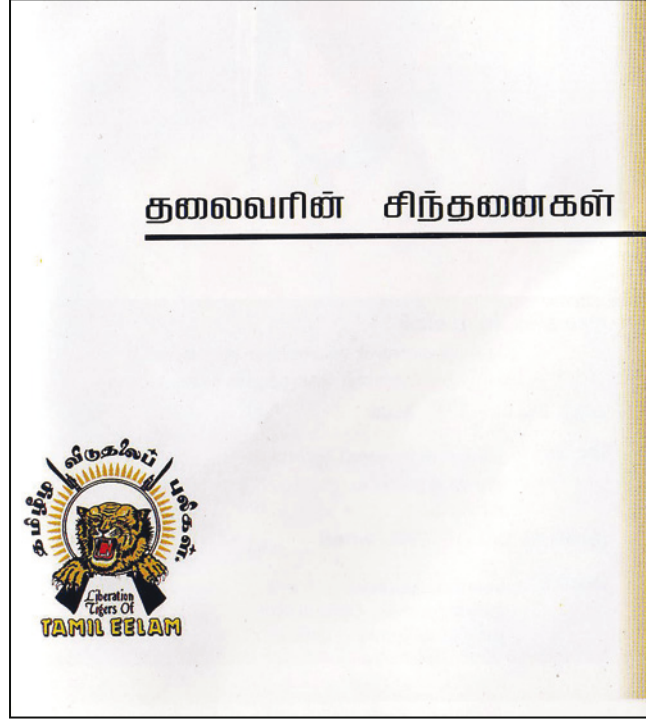 தலைவரின் சிந்தனைகள்
தமிழீழ விடுதலைப் புலிகள்.
Liberation
Tigers Of
TAMIL EELAM